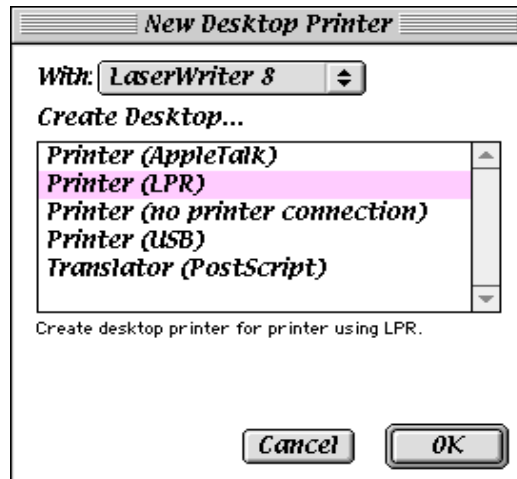 New Desktop Printer
With: LaserWriter 8
Create Desktop...
Printer (AppleTalk)
Printer (LPR)
Printer (no printer connection)
Printer (USB)
Translator (PostScript)
Create desktop printer for printer using LPR.
Cancel OK